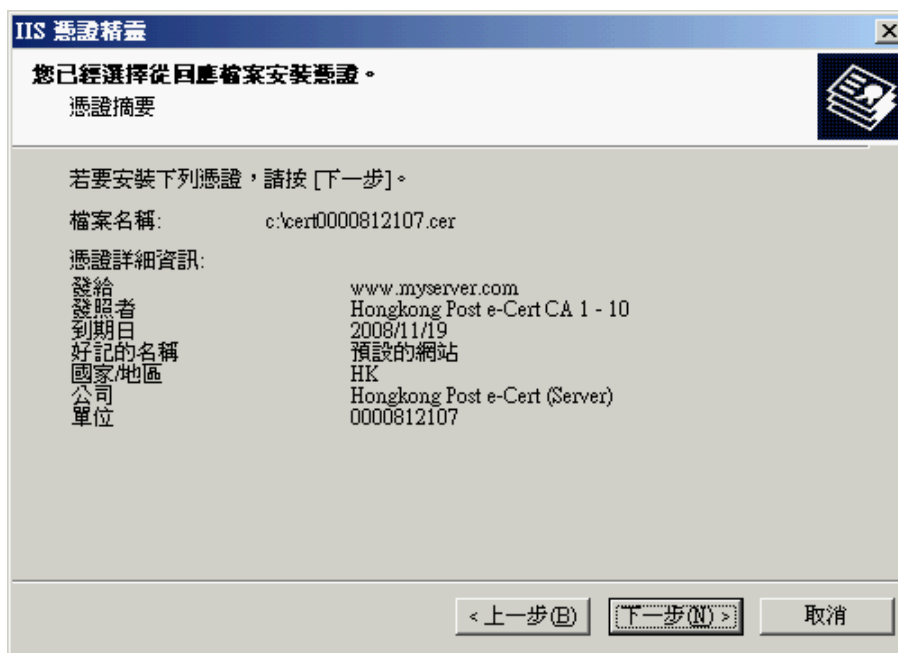 IIS 憑證精靈
您已經選擇從回應檔案安裝憑證。
憑證摘要
若要安裝下列憑證，請按 [下一步]。
檔案名稱: c:\cert0000812107.cer
憑證詳細資訊:
發給 www.myserver.com
發照者 Hongkong Post e-Cert CA 1 - 10
到期日 2008/11/19
好記的名稱 預設的網站
國家/地區 HK
公司 Hongkong Post e-Cert (Server)
單位 0000812107
< 上一步(B) 下一步(N) > 取消